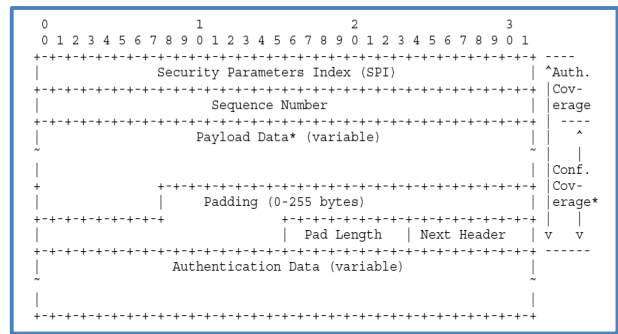 0                   1                   2                   3
0 1 2 3 4 5 6 7 8 9 0 1 2 3 4 5 6 7 8 9 0 1 2 3 4 5 6 7 8 9 0 1
+-+-+-+-+-+-+-+-+-+-+-+-+-+-+-+-+-+-+-+-+-+-+-+-+-+-+-+-+-+-+-+-+ ----
|               Security Parameters Index (SPI)                 | ^Auth.
+-+-+-+-+-+-+-+-+-+-+-+-+-+-+-+-+-+-+-+-+-+-+-+-+-+-+-+-+-+-+-+-+ |Cov-
|                      Sequence Number                          | |erage
+-+-+-+-+-+-+-+-+-+-+-+-+-+-+-+-+-+-+-+-+-+-+-+-+-+-+-+-+-+-+-+-+ | ----
|                    Payload Data* (variable)                   | |   ^
~                                                               ~ |   |
|                                                               | |Conf.
+               +-+-+-+-+-+-+-+-+-+-+-+-+-+-+-+-+-+-+-+-+-+-+-+-+ |Cov-
|               |     Padding (0-255 bytes)                     | |erage*
+-+-+-+-+-+-+-+-+               +-+-+-+-+-+-+-+-+-+-+-+-+-+-+-+-+ |   |
|                               |  Pad Length   | Next Header   | v   v
+-+-+-+-+-+-+-+-+-+-+-+-+-+-+-+-+-+-+-+-+-+-+-+-+-+-+-+-+-+-+-+-+ ------
|                 Authentication Data (variable)                |
~                                                               ~
|                                                               |
+-+-+-+-+-+-+-+-+-+-+-+-+-+-+-+-+-+-+-+-+-+-+-+-+-+-+-+-+-+-+-+-+